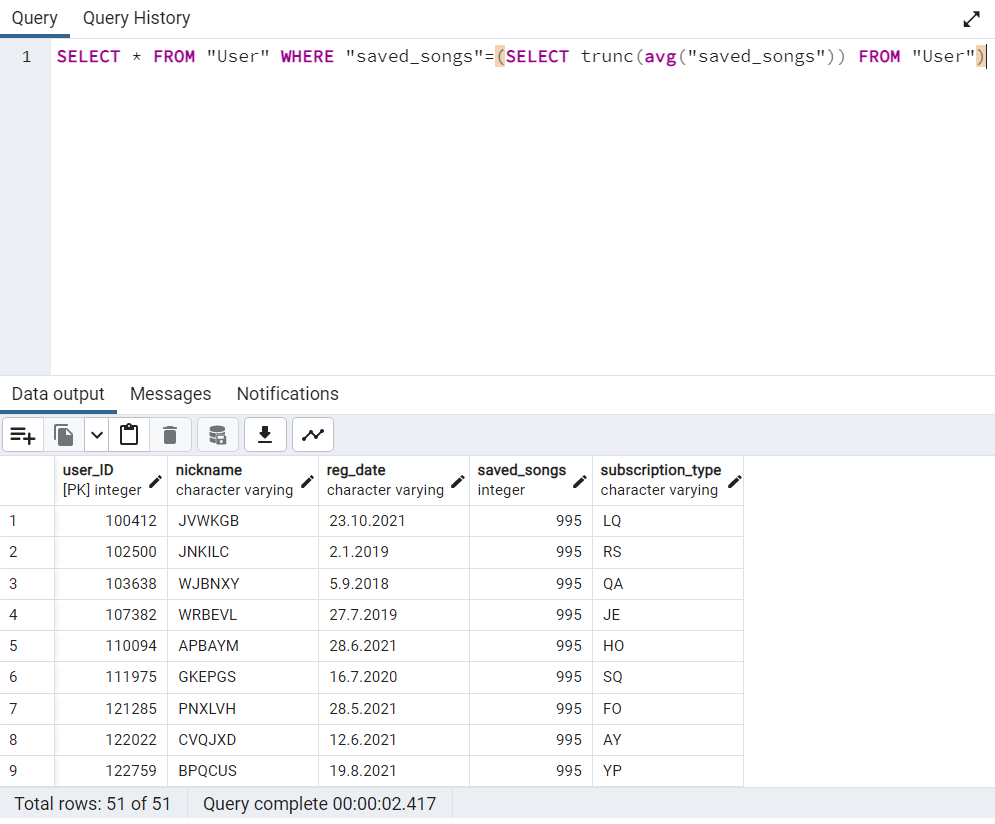 Query Query History
1 SELECT * FROM "User" WHERE "saved_songs"=(SELECT trunc(avg("saved_songs")) FROM "User")
Data output Messages Notifications
user_ID nickname reg_date saved_songs subscription_type
[PK] integer character varying character varying integer character varying
1 100412 JVWKGB 23.10.2021 995 LQ
2 102500 JNKILC 2.1.2019 995 RS
3 103638 WJBNXY 5.9.2018 995 QA
4 107382 WRBEVL 27.7.2019 995 JE
5 110094 APBAYM 28.6.2021 995 HO
6 111975 GKEPGS 16.7.2020 995 SQ
7 121285 PNXLVH 28.5.2021 995 FO
8 122022 CVQJXD 12.6.2021 995 AY
9 122759 BPQCUS 19.8.2021 995 YP
Total rows: 51 of 51 Query complete 00:00:02.417